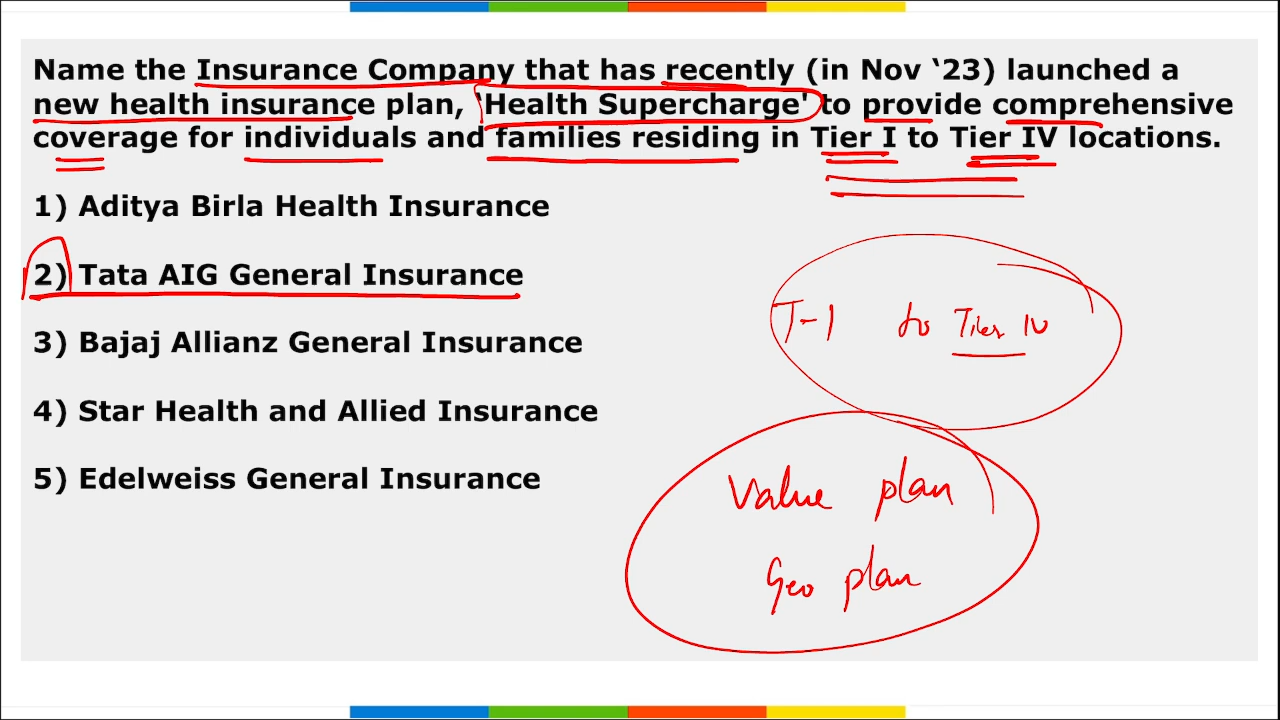 Name the Insurance Company that has recently (in Nov ‘23) launched a
new health insurance plan, ‘Health Supercharge' to provide comprehensive
coverage for individuals and families residing in Tier I to Tier IV locations.
1) Aditya Birla Health Insurance
2) Tata AIG General Insurance
3) Bajaj Allianz General Insurance
4) Star Health and Allied Insurance
5) Edelweiss General Insurance
T-1 to Tier IV
Value plan
Geo plan